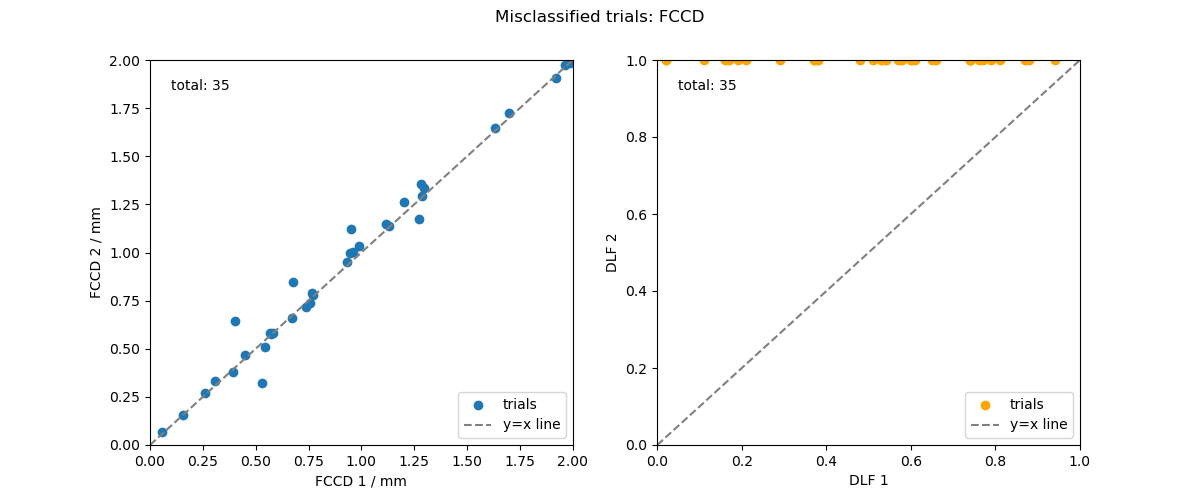 Misclassified trials: FCCD
2.00
1.75
1.50
1.25
1.00
0.75
0.50
0.25
0.00
FCCD 2 / mm
total: 35
trials
y=x line
0.00 0.25 0.50 0.75 1.00 1.25 1.50 1.75 2.00
FCCD 1 / mm
1.0
0.8
0.6
0.4
0.2
0.0
DLF 2
total: 35
trials
y=x line
0.0 0.2 0.4 0.6 0.8 1.0
DLF 1